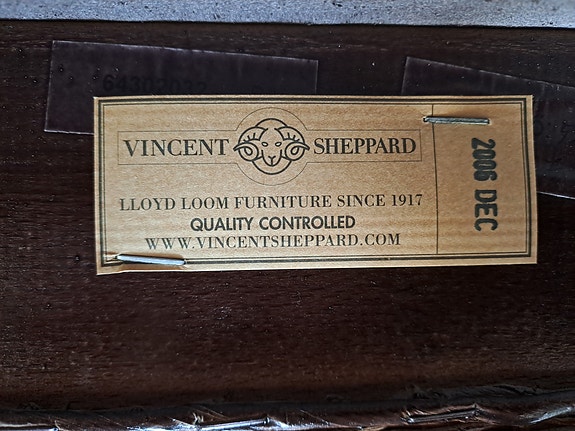 VINCENT SHEPPARD
LLOYD LOOM FURNITURE SINCE 1917
QUALITY CONTROLLED
WWW.VINCENTSHEPPARD.COM
2006 DEC